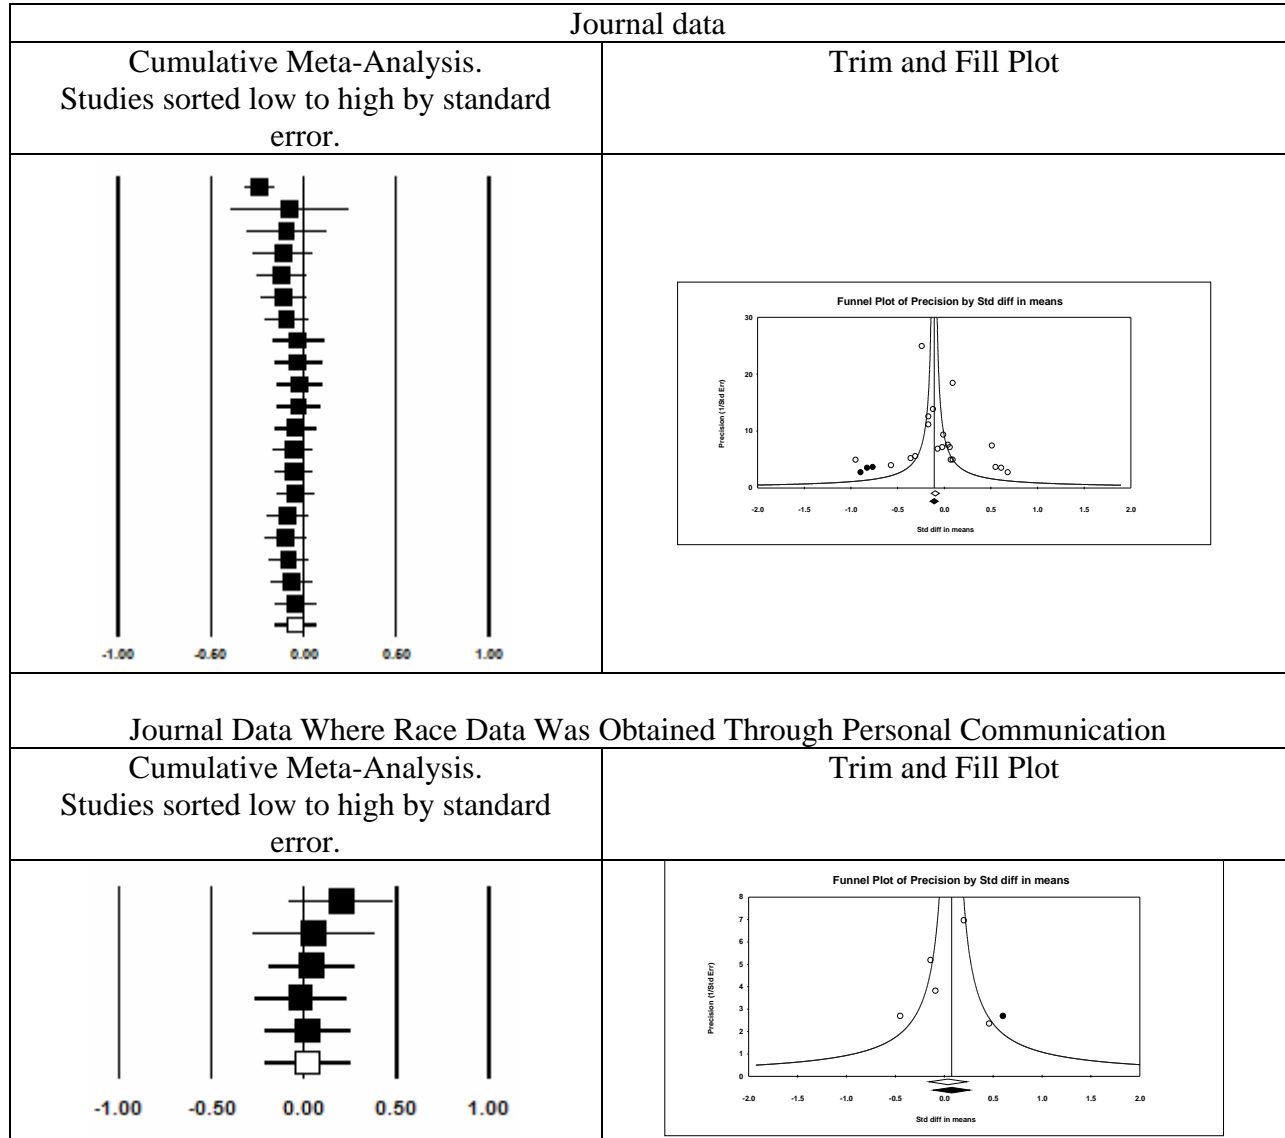 Journal data
Cumulative Meta-Analysis.
Studies sorted low to high by standard
error.
Trim and Fill Plot
-1.00 -0.50 0.00 0.50 1.00
Funnel Plot of Precision by Std diff in means
30
20
10
0
Precision (1/Std Err)
-2.0 -1.5 -1.0 -0.5 0.0 0.5 1.0 1.5 2.0
Std diff in means
Journal Data Where Race Data Was Obtained Through Personal Communication
Cumulative Meta-Analysis.
Studies sorted low to high by standard
error.
Trim and Fill Plot
-1.00 -0.50 0.00 0.50 1.00
Funnel Plot of Precision by Std diff in means
8
7
6
5
4
3
2
1
0
Precision (1/Std Err)
-2.0 -1.5 -1.0 -0.5 0.0 0.5 1.0 1.5 2.0
Std diff in means